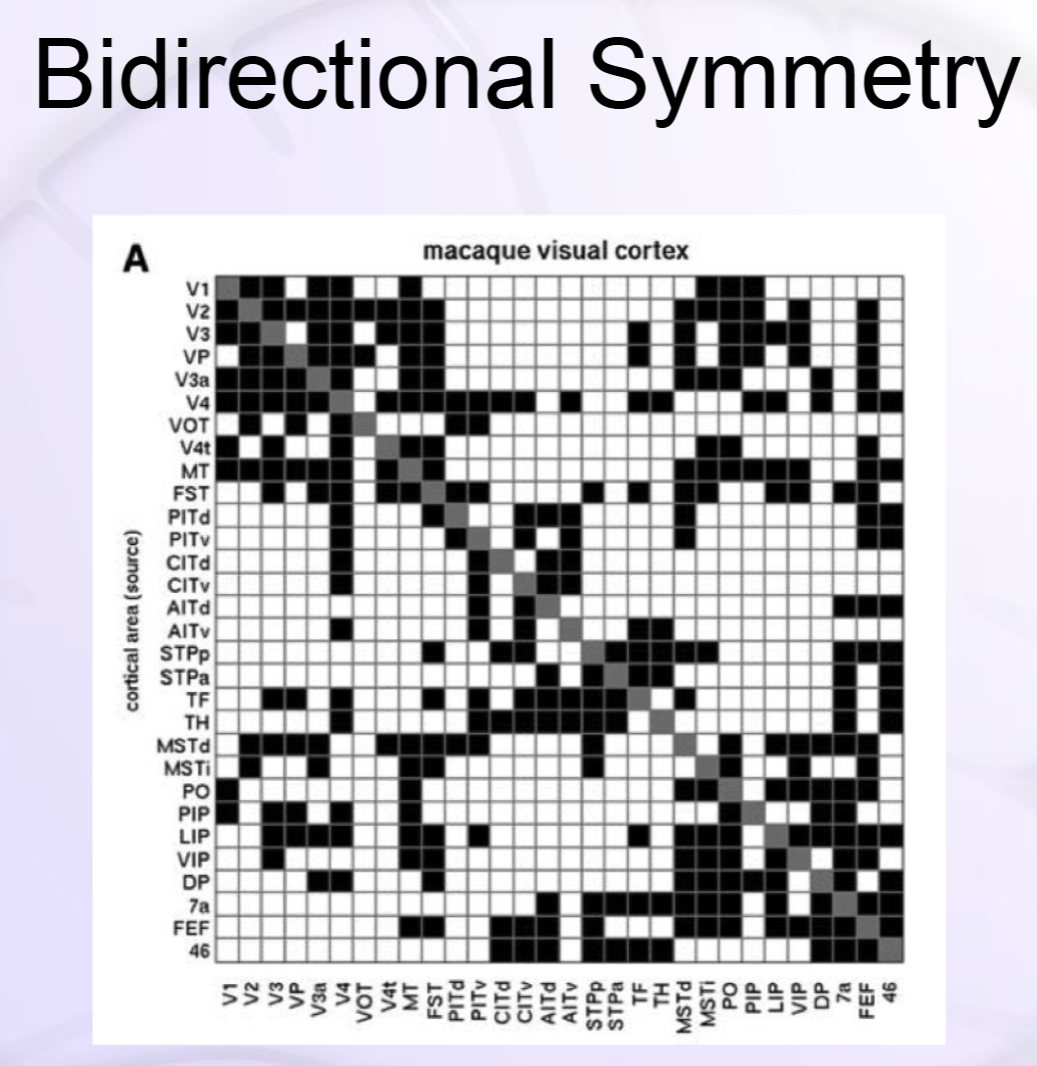 Bidirectional Symmetry
A
macaque visual cortex
cortical area (source)
V1
V2
V3
VP
V3a
V4
VOT
V4t
MT
FST
PITd
PITv
CITd
CITv
AITd
AITv
STPp
STPa
TF
TH
MSTd
MSTi
PO
PIP
LIP
VIP
DP
7a
FEF
46
V1 V2 V3 VP V3a V4 VOT V4t MT FST PITd PITv CITd CITv AITd AITv STPp STPa TF TH MSTd MSTi PO PIP LIP VIP DP 7a FEF 46